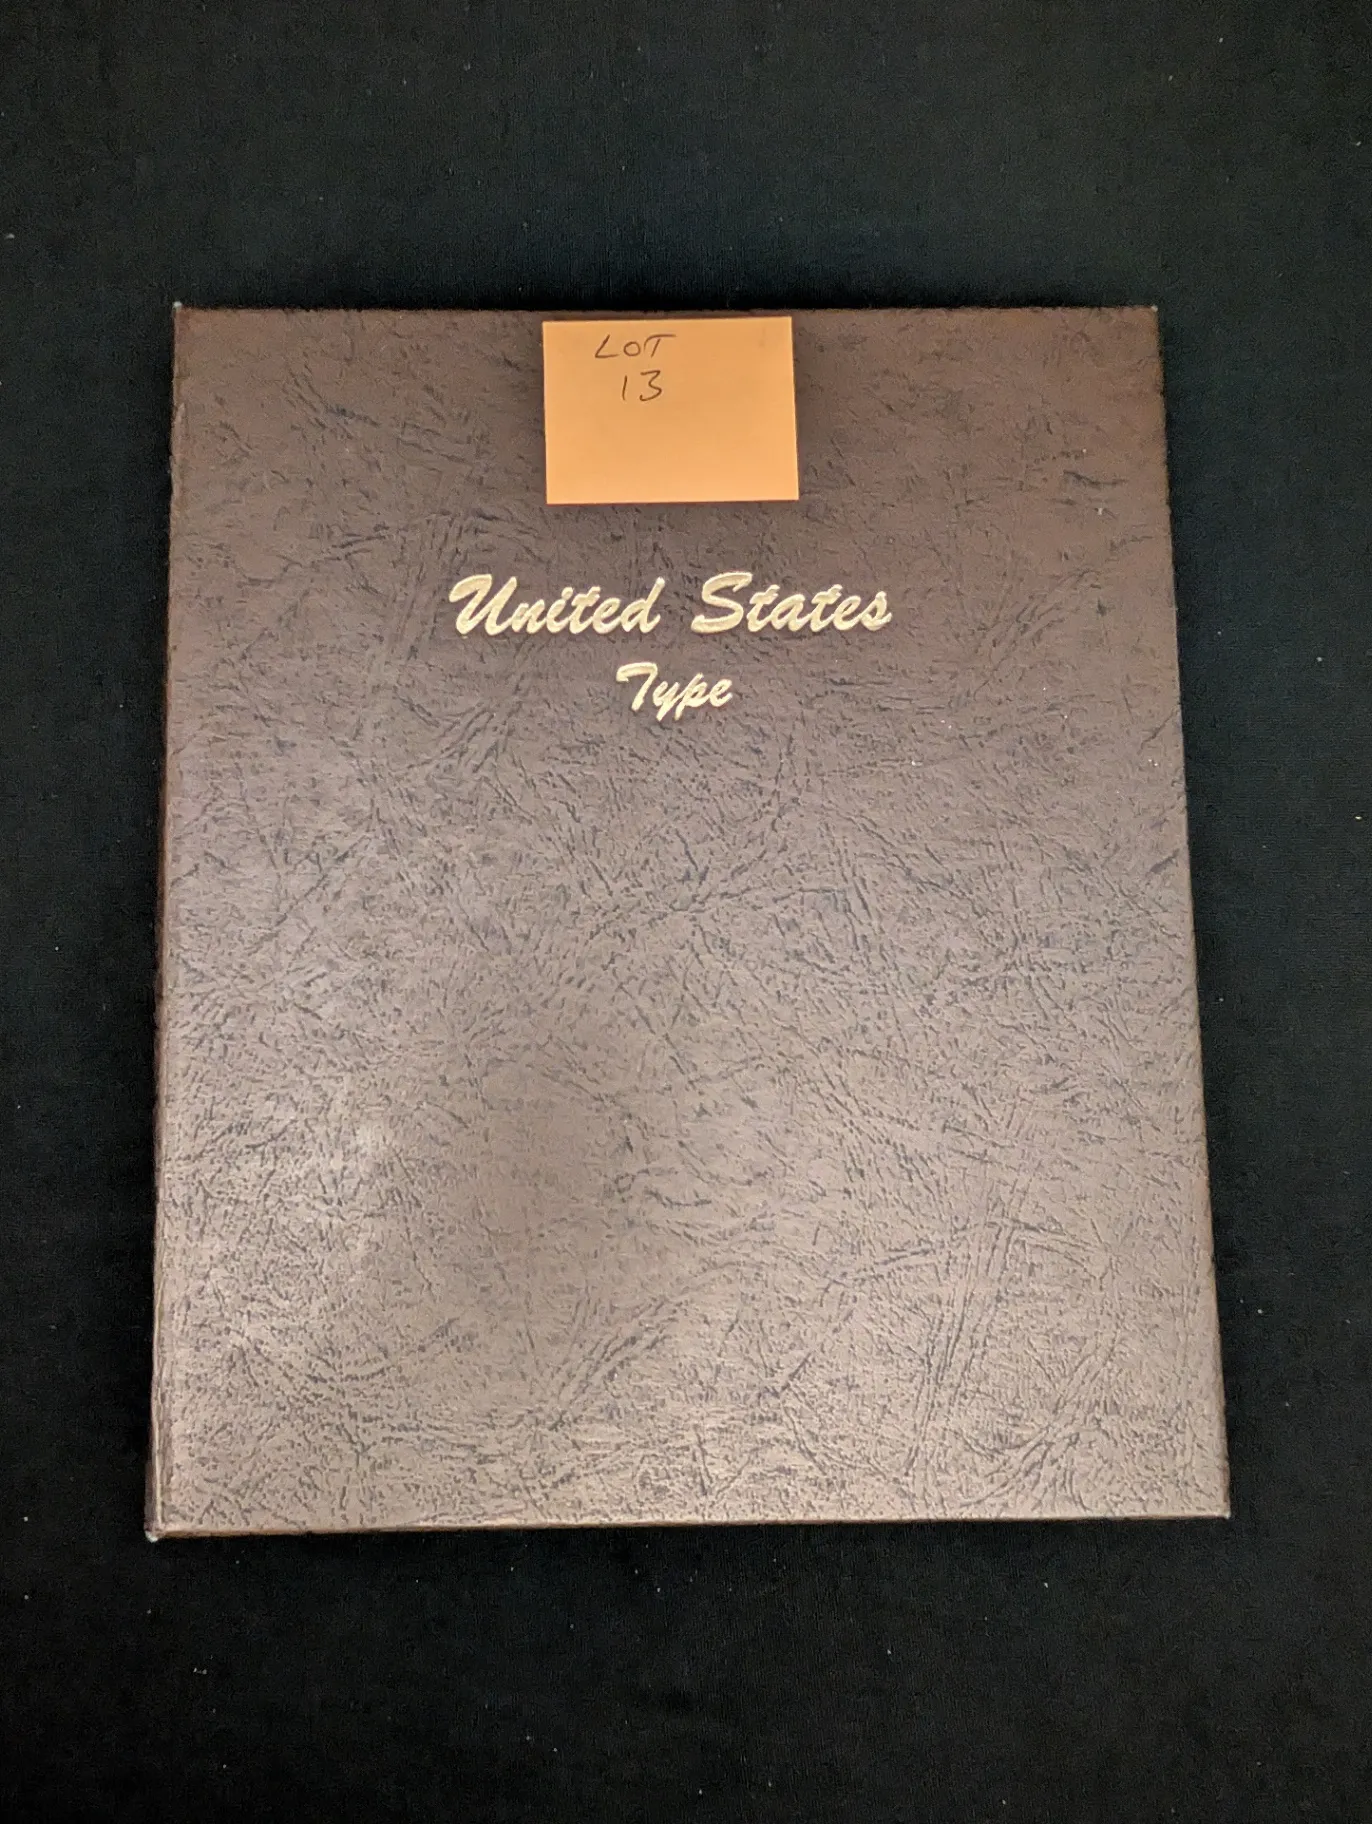 LOT
13
United States
Type